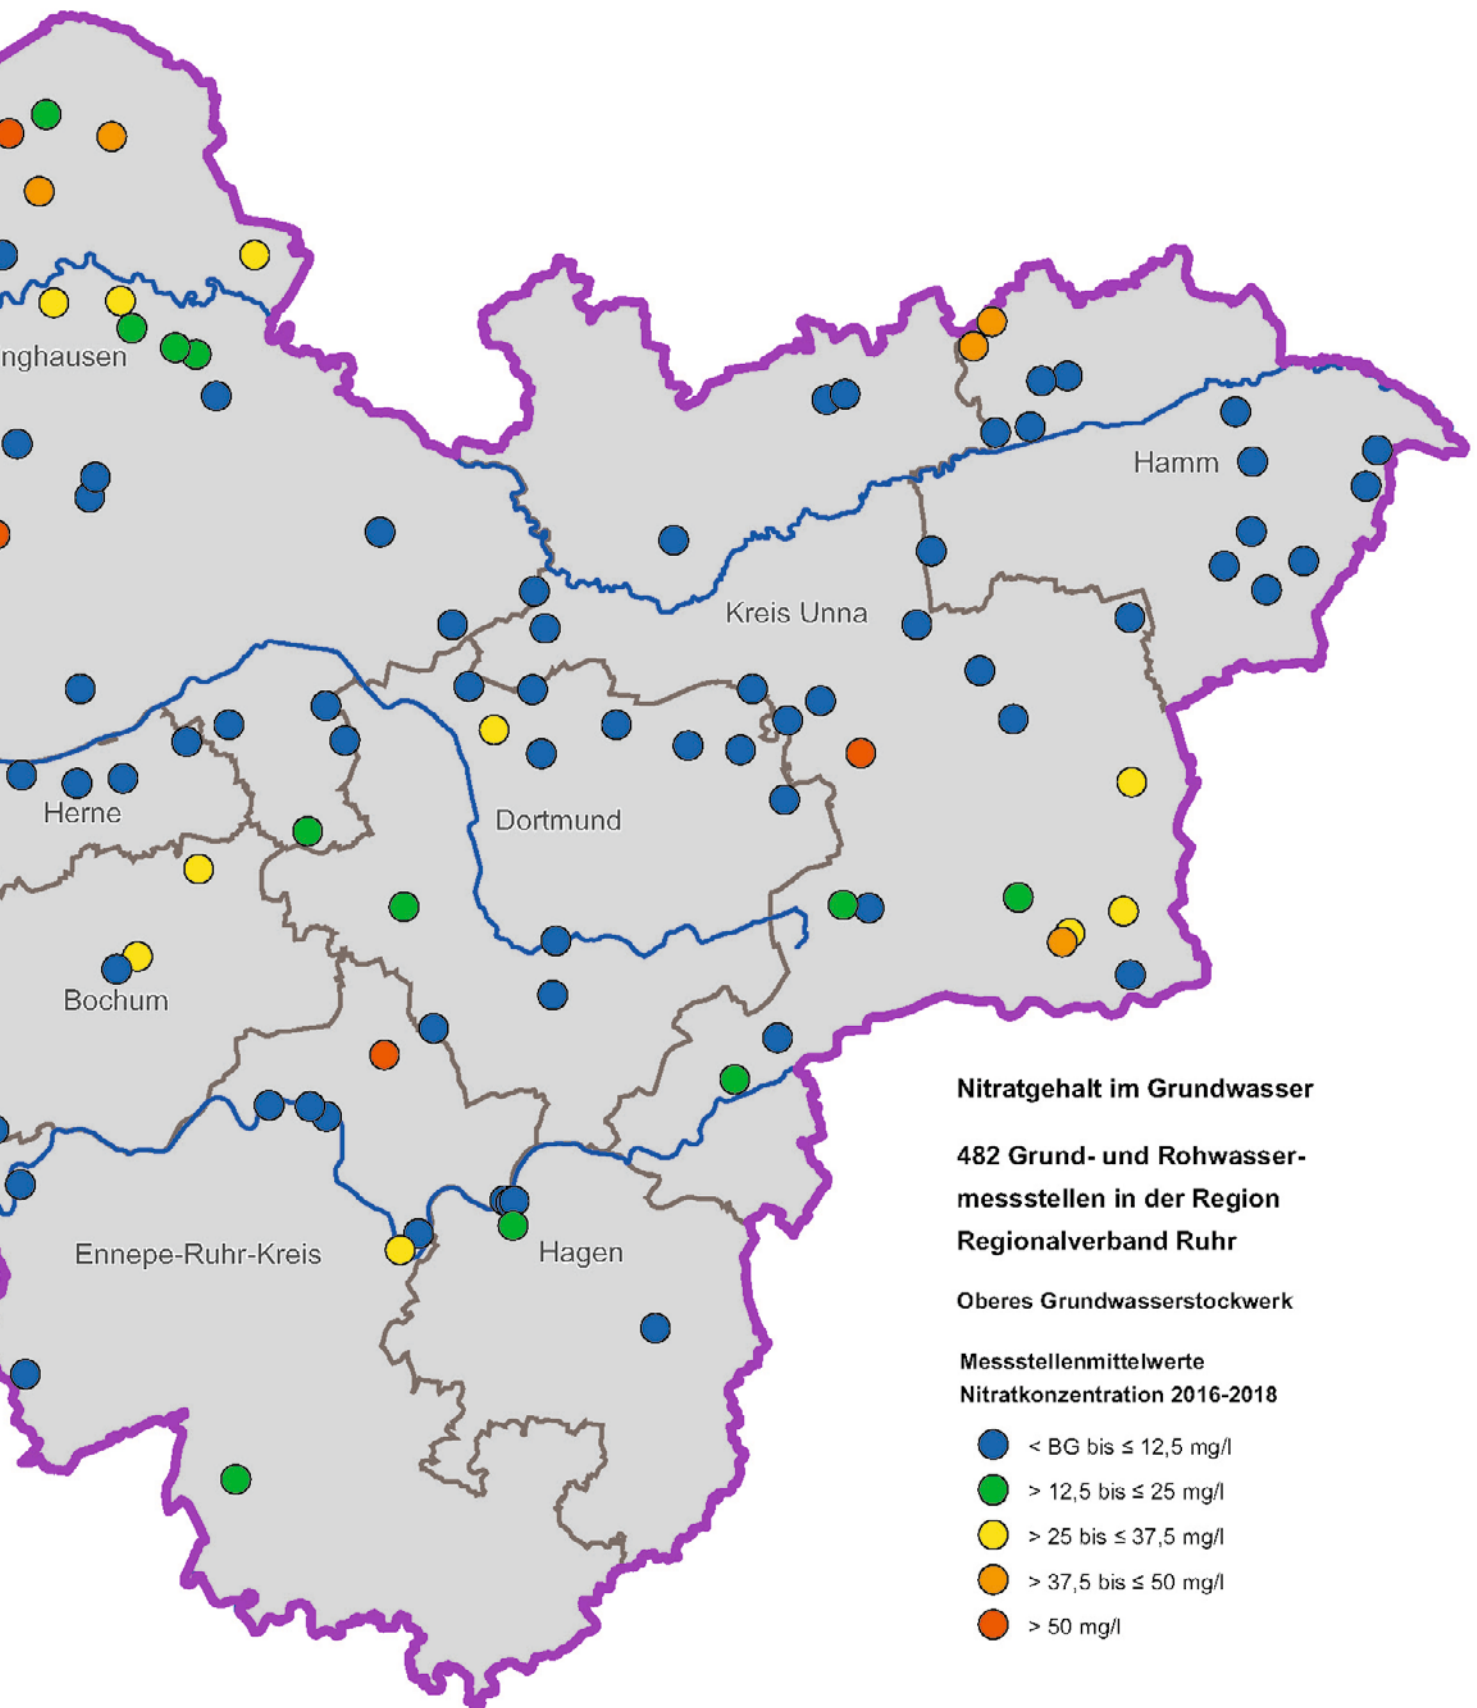 nghausen
Hamm
Kreis Unna
Herne
Dortmund
Bochum
Ennepe-Ruhr-Kreis
Hagen
Nitratgehalt im Grundwasser
482 Grund- und Rohwasser-
messstellen in der Region
Regionalverband Ruhr
Oberes Grundwasserstockwerk
Messstellenmittelwerte
Nitratkonzentration 2016-2018
< BG bis ≤ 12,5 mg/l
> 12,5 bis ≤ 25 mg/l
> 25 bis ≤ 37,5 mg/l
> 37,5 bis ≤ 50 mg/l
> 50 mg/l